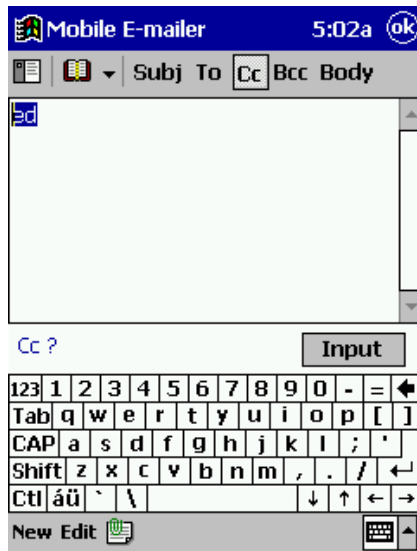 Mobile E-mailer 5:02a ok
Subj To Cc Bcc Body
ed
Cc ? Input
123 1 2 3 4 5 6 7 8 9 0 - =
Tab q w e r t y u i o p [ ]
CAP a s d f g h j k l ; '
Shift z x c v b n m , . /
Ctl áü ` \
New Edit